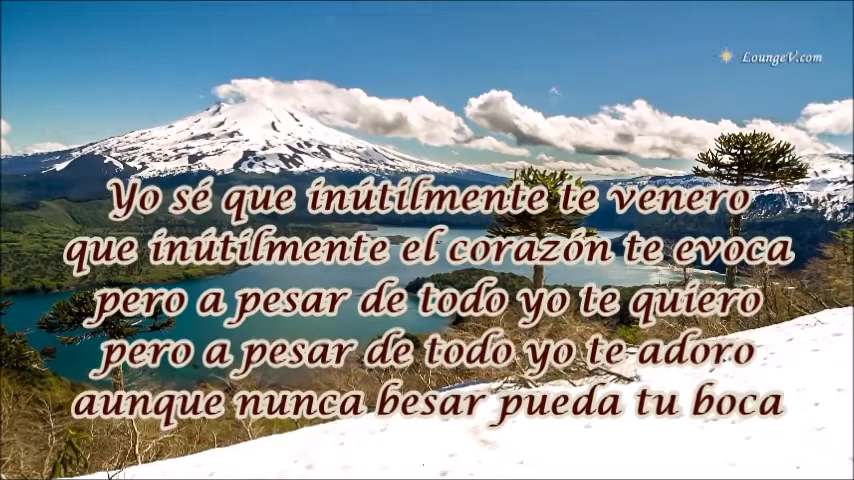 LoungeV.com
Yo sé que inútilmente te venero
que inútilmente el corazón te evoca
pero a pesar de todo yo te quiero
pero a pesar de todo yo te adoro
aunque nunca besar pueda tu boca